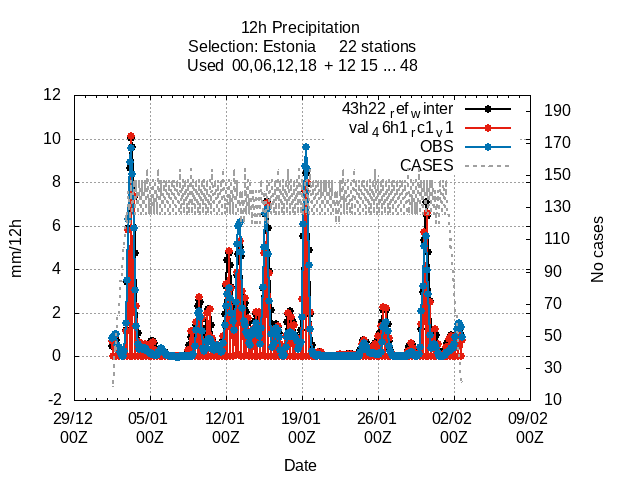 12h Precipitation
Selection: Estonia 22 stations
Used 00,06,12,18 + 12 15 ... 48
12
10
8
6
4
2
0
-2
mm/12h
43h22refwinter
val46h1rc1v1
OBS
CASES
190
170
150
130
110
90
70
50
30
10
No cases
29/12 05/01 12/01 19/01 26/01 02/02 09/02
00Z 00Z 00Z 00Z 00Z 00Z 00Z
Date